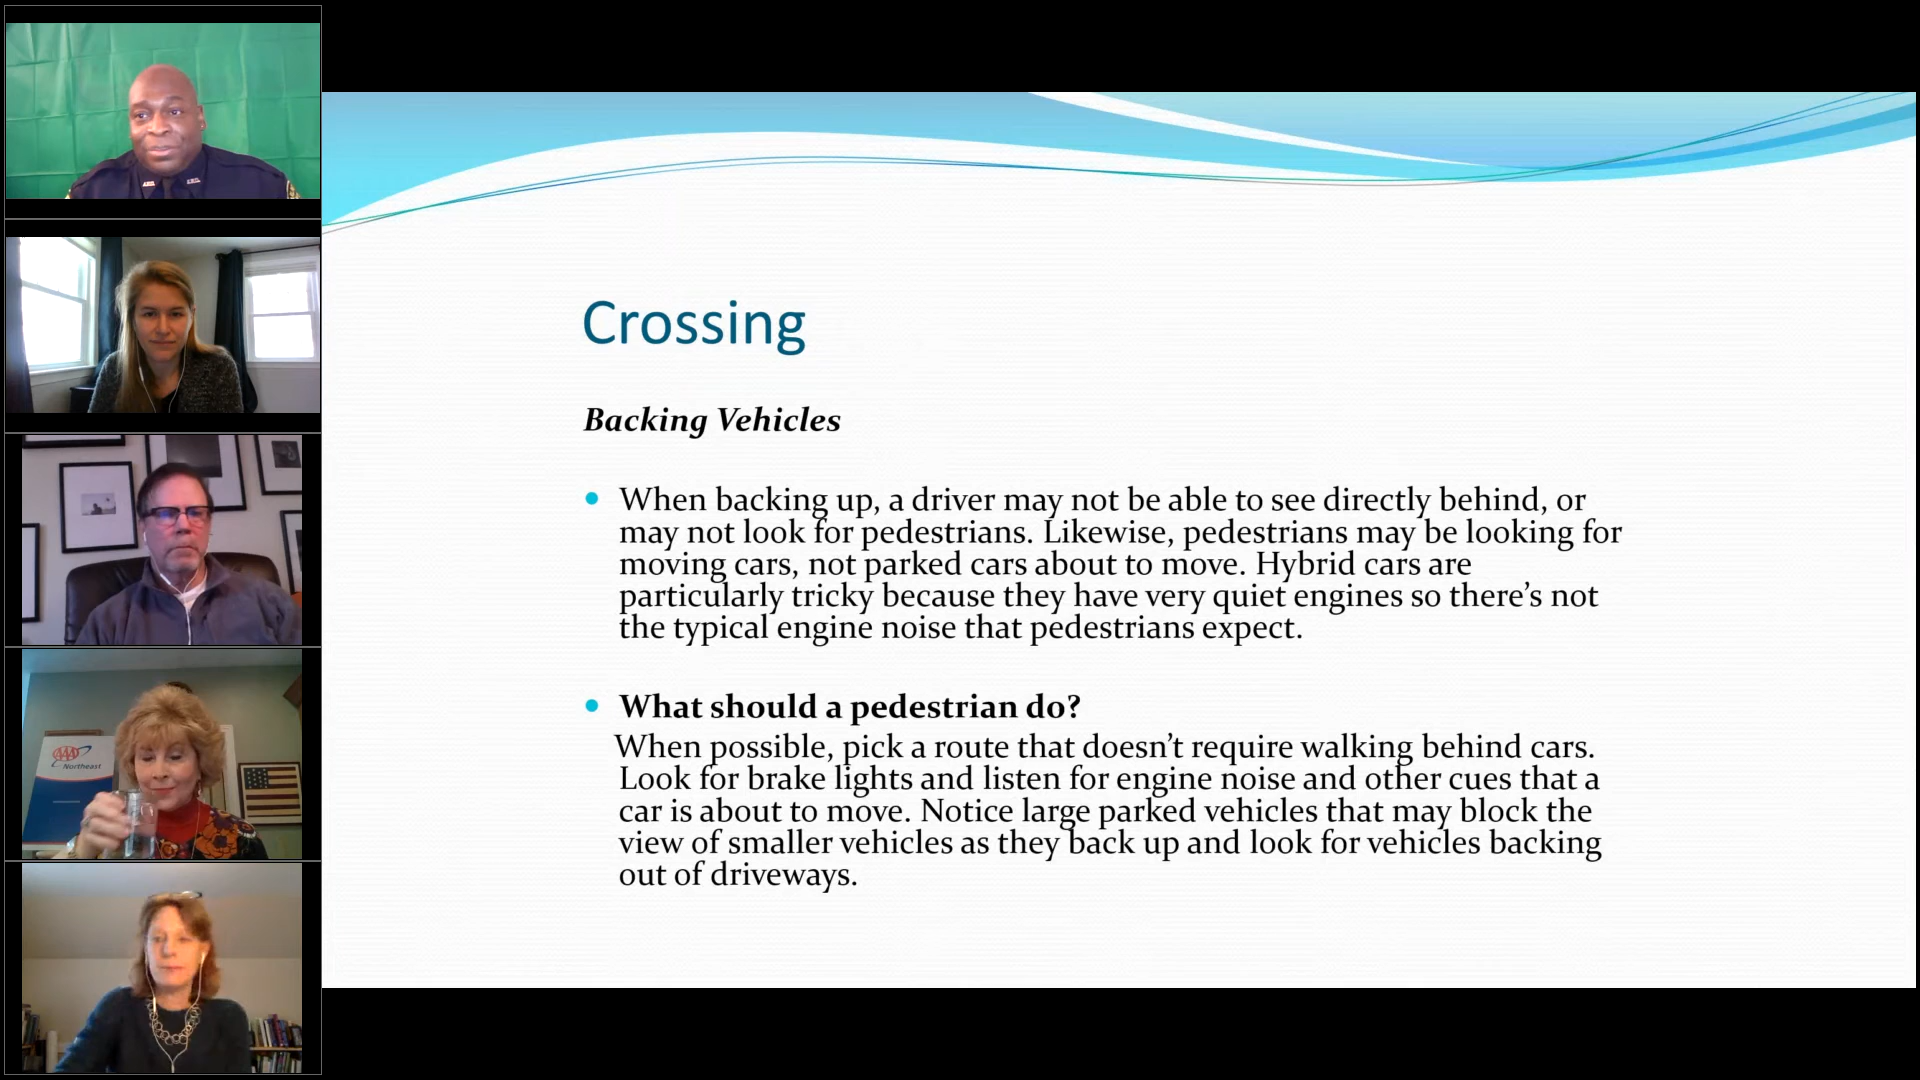 Crossing
Backing Vehicles
When backing up, a driver may not be able to see directly behind, or
may not look for pedestrians. Likewise, pedestrians may be looking for
moving cars, not parked cars about to move. Hybrid cars are
particularly tricky because they have very quiet engines so there’s not
the typical engine noise that pedestrians expect.
What should a pedestrian do?
When possible, pick a route that doesn’t require walking behind cars.
Look for brake lights and listen for engine noise and other cues that a
car is about to move. Notice large parked vehicles that may block the
view of smaller vehicles as they back up and look for vehicles backing
out of driveways.
AAA
Northeast